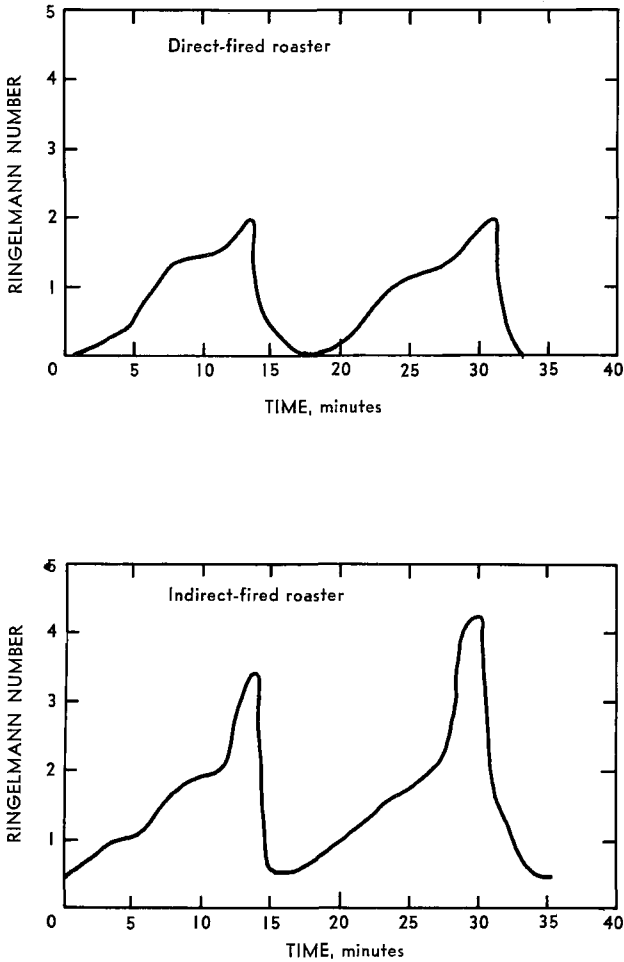 5
Direct-fired roaster
4
3
2
1
0 5 10 15 20 25 30 35 40
RINGELMANN NUMBER
TIME, minutes
5
Indirect-fired roaster
4
3
2
1
0 5 10 15 20 25 30 35 40
RINGELMANN NUMBER
TIME, minutes